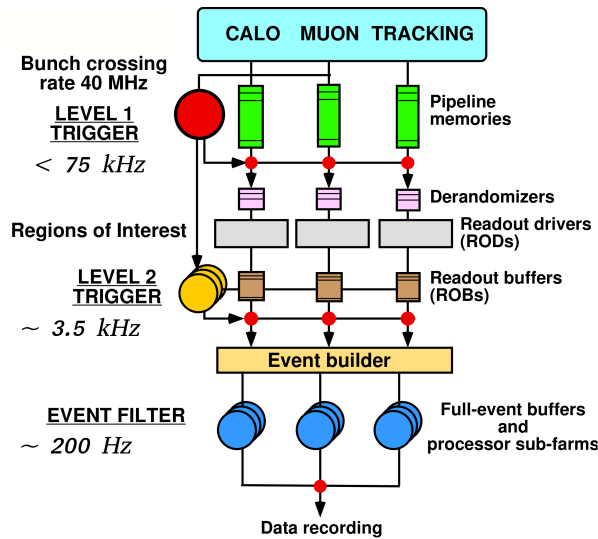 CALO MUON TRACKING
Bunch crossing
rate 40 MHz
LEVEL 1
TRIGGER
< 75 kHz
Pipeline
memories
Derandomizers
Regions of Interest
Readout drivers
(RODs)
LEVEL 2
TRIGGER
~ 3.5 kHz
Readout buffers
(ROBs)
Event builder
EVENT FILTER
~ 200 Hz
Full-event buffers
and
processor sub-farms
Data recording